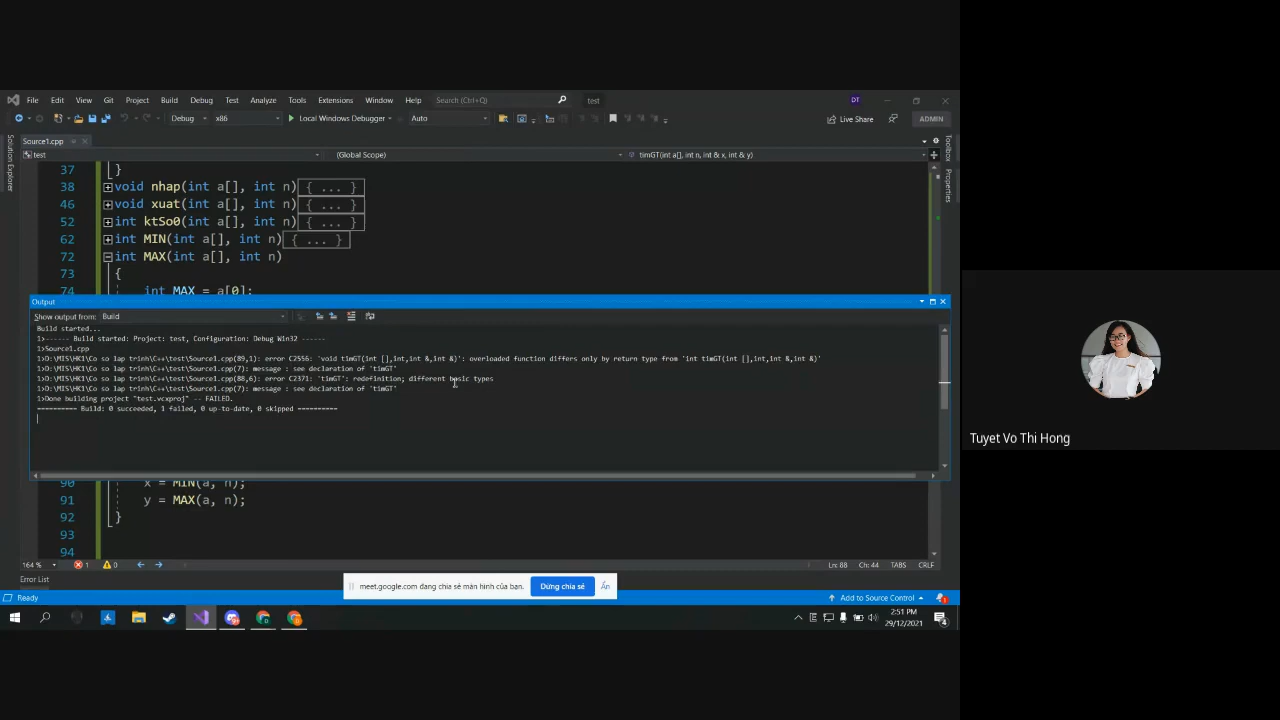 File Edit View Git Project Build Debug Test Analyze Tools Extensions Window Help Search (Ctrl+Q) test DT
Debug x86 Local Windows Debugger Auto Live Share ADMIN
Source1.cpp
test (Global Scope) timGT(int a[], int n, int & x, int & y)
Solution Explorer
Toolbox
Properties
37 }
38 void nhap(int a[], int n){ ... }
46 void xuat(int a[], int n){ ... }
52 int ktSo0(int a[], int n){ ... }
62 int MIN(int a[], int n){ ... }
72 int MAX(int a[], int n)
73 {
74 int MAX = a[0];
Output
Show output from: Build
Build started...
1>------ Build started: Project: test, Configuration: Debug Win32 ------
1>Source1.cpp
1>D:\MIS\HK1\Co so lap trinh\C++\test\Source1.cpp(89,1): error C2556: 'void timGT(int [],int,int &,int &)': overloaded function differs only by return type from 'int timGT(int [],int,int &,int &)'
1>D:\MIS\HK1\Co so lap trinh\C++\test\Source1.cpp(7): message : see declaration of 'timGT'
1>D:\MIS\HK1\Co so lap trinh\C++\test\Source1.cpp(88,6): error C2371: 'timGT': redefinition; different basic types
1>D:\MIS\HK1\Co so lap trinh\C++\test\Source1.cpp(7): message : see declaration of 'timGT'
1>Done building project "test.vcxproj" -- FAILED.
========== Build: 0 succeeded, 1 failed, 0 up-to-date, 0 skipped ==========
90 x = MIN(a, n);
91 y = MAX(a, n);
92 }
93
94
164 % 1 0 Ln: 88 Ch: 44 TABS CRLF
Error List
meet.google.com đang chia sẻ màn hình của bạn. Dừng chia sẻ Ẩn
Ready Add to Source Control 1
2:51 PM
29/12/2021
4
Tuyet Vo Thi Hong